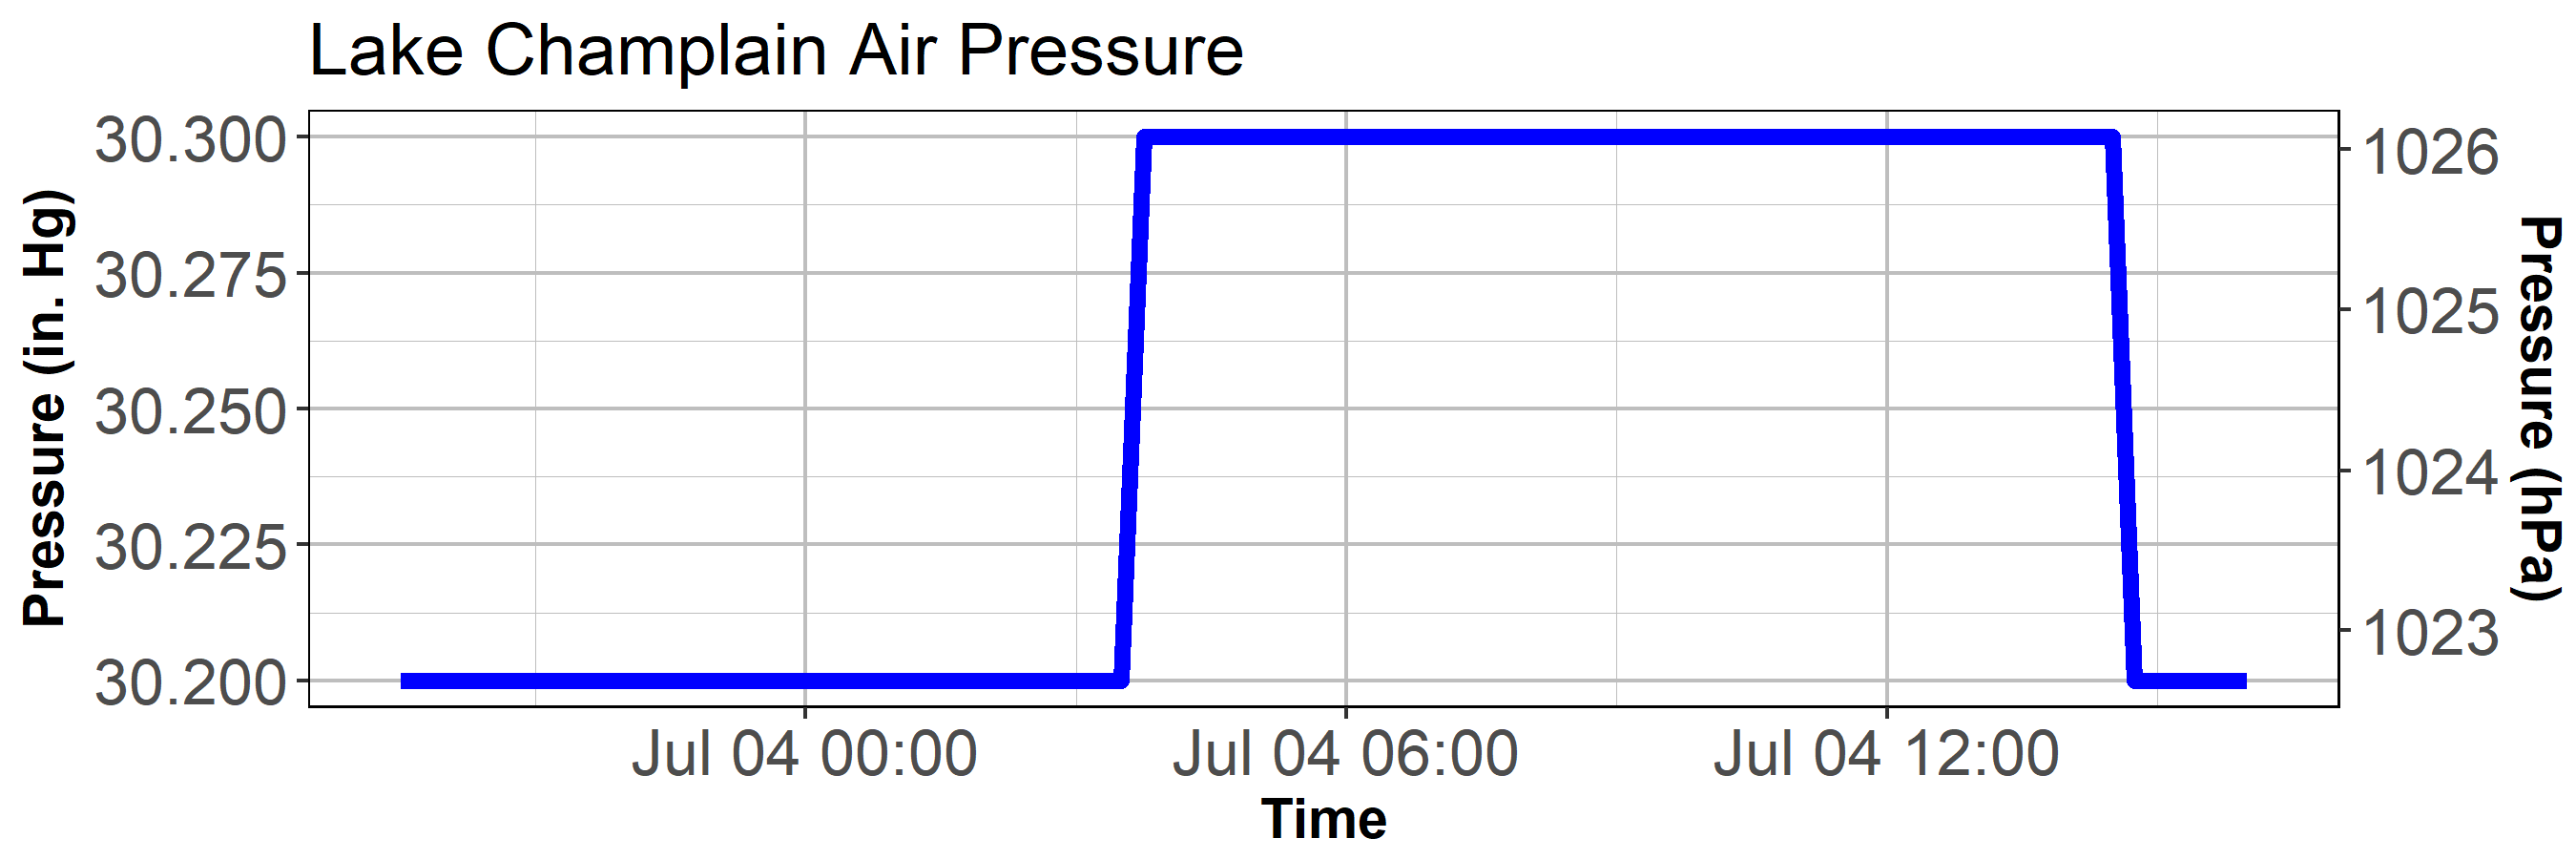 Lake Champlain Air Pressure
Pressure (in. Hg)
30.300
30.275
30.250
30.225
30.200
1026
1025
1024
1023
Pressure (hPa)
Jul 04 00:00
Jul 04 06:00
Jul 04 12:00
Time